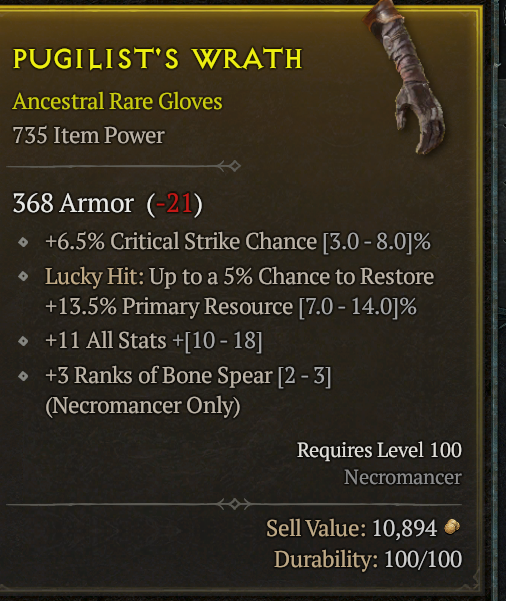 PUGILIST'S WRATH
Ancestral Rare Gloves
735 Item Power
368 Armor (-21)
+6.5% Critical Strike Chance [3.0 - 8.0]%
Lucky Hit: Up to a 5% Chance to Restore
+13.5% Primary Resource [7.0 - 14.0]%
+11 All Stats +[10 - 18]
+3 Ranks of Bone Spear [2 - 3]
(Necromancer Only)
Requires Level 100
Necromancer
Sell Value: 10,894
Durability: 100/100